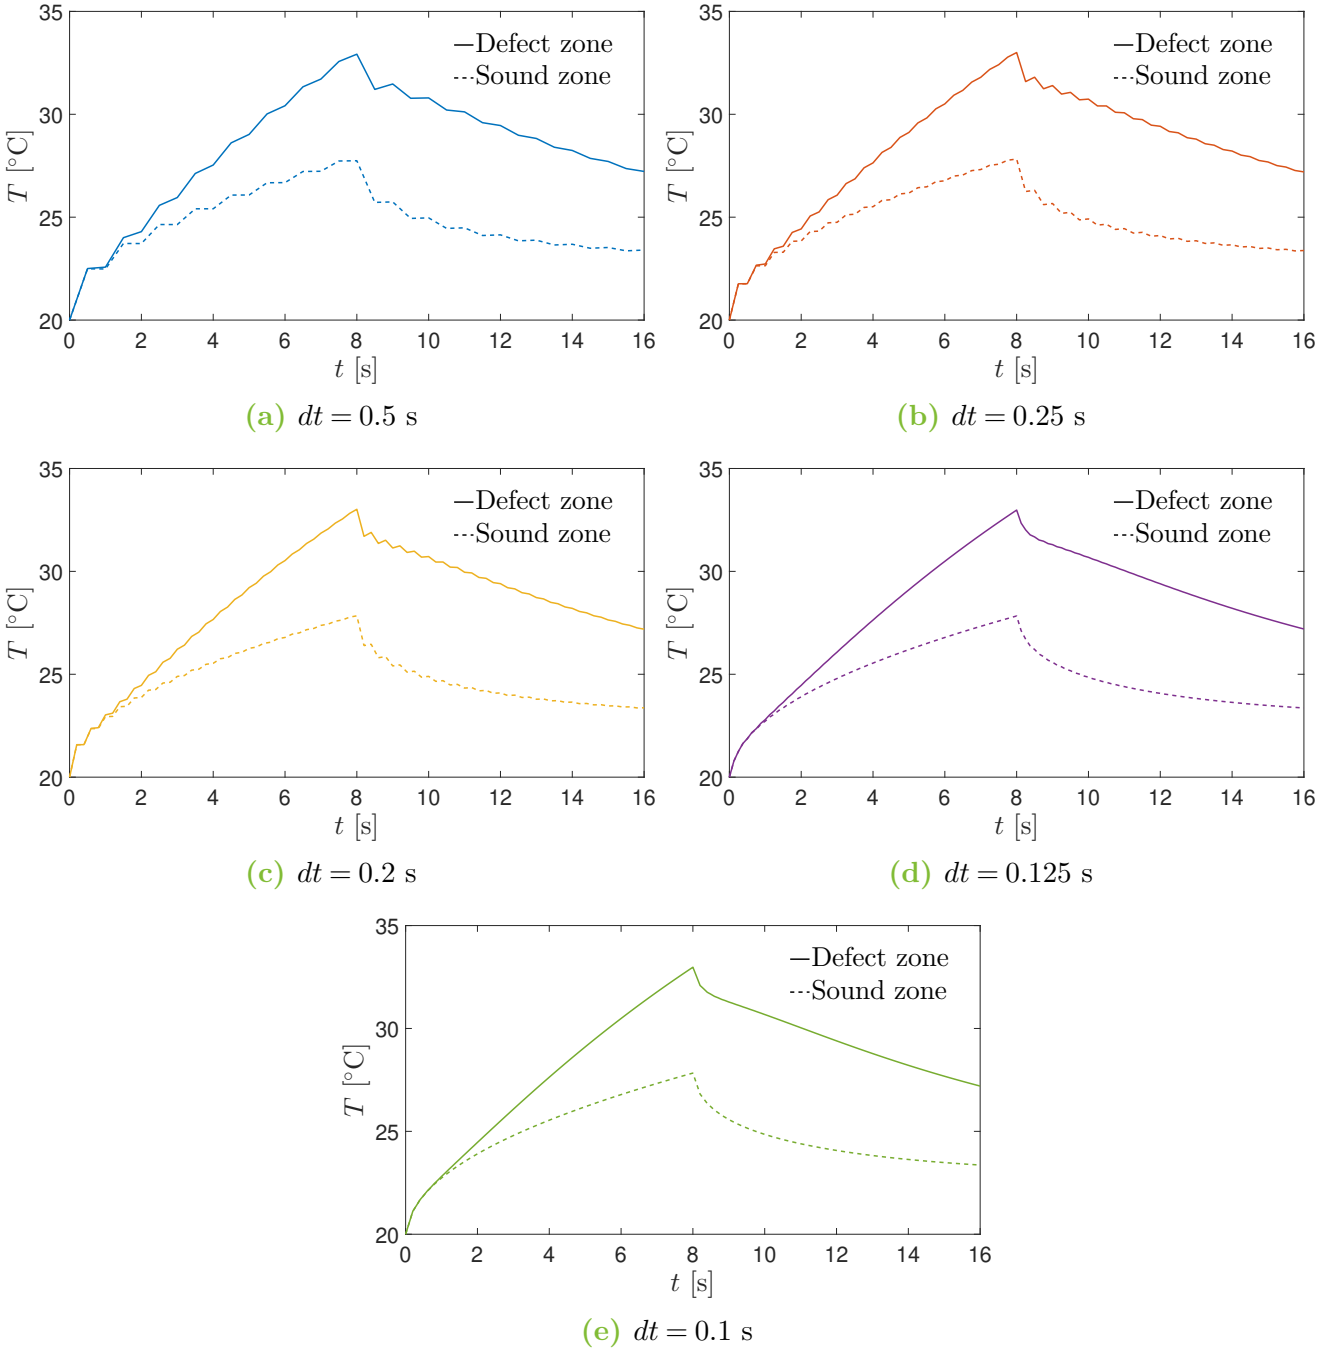 35
30
25
20
T [°C]
Defect zone
Sound zone
0 2 4 6 8 10 12 14 16
t [s]
(a) dt = 0.5 s
35
30
25
20
T [°C]
Defect zone
Sound zone
0 2 4 6 8 10 12 14 16
t [s]
(b) dt = 0.25 s
35
30
25
20
T [°C]
Defect zone
Sound zone
0 2 4 6 8 10 12 14 16
t [s]
(c) dt = 0.2 s
35
30
25
20
T [°C]
Defect zone
Sound zone
0 2 4 6 8 10 12 14 16
t [s]
(d) dt = 0.125 s
35
30
25
20
T [°C]
Defect zone
Sound zone
0 2 4 6 8 10 12 14 16
t [s]
(e) dt = 0.1 s